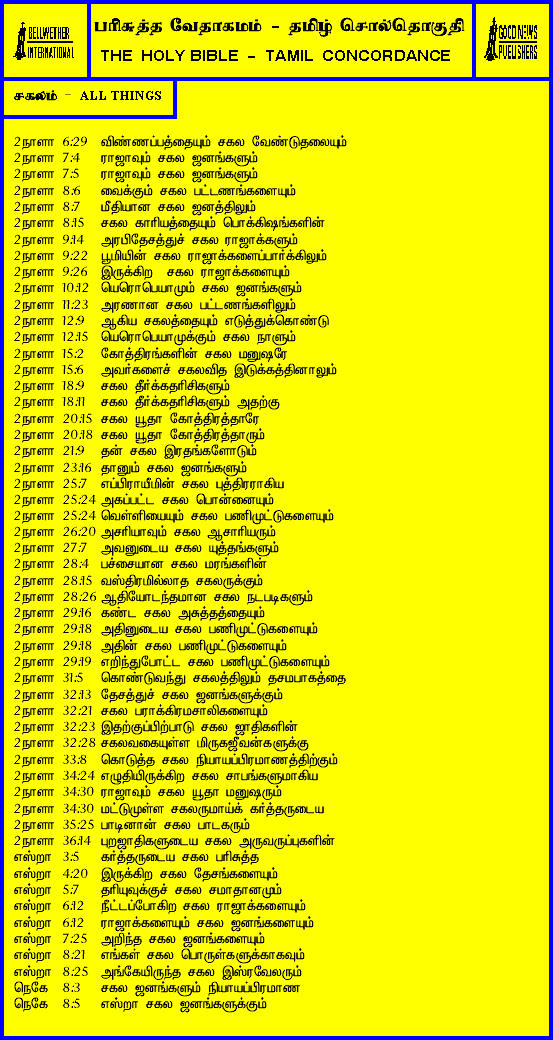 BELLWETHER
INTERNATIONAL
பரிசுத்த வேதாகமம் - தமிழ் சொல்தொகுதி
THE HOLY BIBLE - TAMIL CONCORDANCE
GOOD NEWS
PUBLISHERS
சகலம் - ALL THINGS
2நாளா 6:29 விண்ணப்பத்தையும் சகல வேண்டுதலையும்
2நாளா 7:4 ராஜாவும் சகல ஜனங்களும்
2நாளா 7:5 ராஜாவும் சகல ஜனங்களும்
2நாளா 8:6 வைக்கும் சகல பட்டணங்களையும்
2நாளா 8:7 மீதியான சகல ஜனத்திலும்
2நாளா 8:15 சகல காரியத்தையும் பொக்கிஷங்களின்
2நாளா 9:14 அரபிதேசத்துச் சகல ராஜாக்களும்
2நாளா 9:22 பூமியின் சகல ராஜாக்களைப்பார்க்கிலும்
2நாளா 9:26 இருக்கிற சகல ராஜாக்களையும்
2நாளா 10:12 யெரொபெயாமும் சகல ஜனங்களும்
2நாளா 11:23 அரணான சகல பட்டணங்களிலும்
2நாளா 12:9 ஆகிய சகலத்தையும் எடுத்துக்கொண்டு
2நாளா 12:15 யெரொபெயாமுக்கும் சகல நாளும்
2நாளா 15:2 கோத்திரங்களின் சகல மனுஷரே
2நாளா 15:6 அவர்களைச் சகலவித இடுக்கத்தினாலும்
2நாளா 18:9 சகல தீர்க்கதரிசிகளும்
2நாளா 18:11 சகல தீர்க்கதரிசிகளும் அதற்கு
2நாளா 20:15 சகல யூதா கோத்திரத்தாரே
2நாளா 20:18 சகல யூதா கோத்திரத்தாரும்
2நாளா 21:9 தன் சகல இரதங்களோடும்
2நாளா 23:16 தானும் சகல ஜனங்களும்
2நாளா 25:7 எப்பிராயீமின் சகல புத்திரராகிய
2நாளா 25:24 அகப்பட்ட சகல பொன்னையும்
2நாளா 25:24 வெள்ளியையும் சகல பணிமுட்டுகளையும்
2நாளா 26:20 அசரியாவும் சகல ஆசாரியரும்
2நாளா 27:7 அவனுடைய சகல யுத்தங்களும்
2நாளா 28:4 பச்சையான சகல மரங்களின்
2நாளா 28:15 வஸ்திரமில்லாத சகலருக்கும்
2நாளா 28:26 ஆதியோடந்தமான சகல நடபடிகளும்
2நாளா 29:16 கண்ட சகல அசுத்தத்தையும்
2நாளா 29:18 அதினுடைய சகல பணிமுட்டுகளையும்
2நாளா 29:18 அதின் சகல பணிமுட்டுகளையும்
2நாளா 29:19 எறிந்துபோட்ட சகல பணிமுட்டுகளையும்
2நாளா 31:5 கொண்டுவந்து சகலத்திலும் தசமபாகத்தை
2நாளா 32:13 தேசத்துச் சகல ஜனங்களுக்கும்
2நாளா 32:21 சகல பராக்கிரமசாலிகளையும்
2நாளா 32:23 இதற்குப்பிற்பாடு சகல ஜாதிகளின்
2நாளா 32:28 சகலவகையுள்ள மிருகஜீவன்களுக்கு
2நாளா 33:8 கொடுத்த சகல நியாயப்பிரமாணத்திற்கும்
2நாளா 34:24 எழுதியிருக்கிற சகல சாபங்களுமாகிய
2நாளா 34:30 ராஜாவும் சகல யூதா மனுஷரும்
2நாளா 34:30 மட்டுமுள்ள சகலருமாய்க் கர்த்தருடைய
2நாளா 35:25 பாடினான் சகல பாடகரும்
2நாளா 36:14 புறஜாதிகளுடைய சகல அருவருப்புகளின்
எஸ்றா 3:5 கர்த்தருடைய சகல பரிசுத்த
எஸ்றா 4:20 இருக்கிற சகல தேசங்களையும்
எஸ்றா 5:7 தரியுவுக்குச் சகல சமாதானமும்
எஸ்றா 6:12 நீட்டப்போகிற சகல ராஜாக்களையும்
எஸ்றா 6:12 ராஜாக்களையும் சகல ஜனங்களையும்
எஸ்றா 7:25 அறிந்த சகல ஜனங்களையும்
எஸ்றா 8:21 எங்கள் சகல பொருள்களுக்காகவும்
எஸ்றா 8:25 அங்கேயிருந்த சகல இஸ்ரவேலரும்
நெகே 8:3 சகல ஜனங்களும் நியாயப்பிரமாண
நெகே 8:5 எஸ்றா சகல ஜனங்களுக்கும்